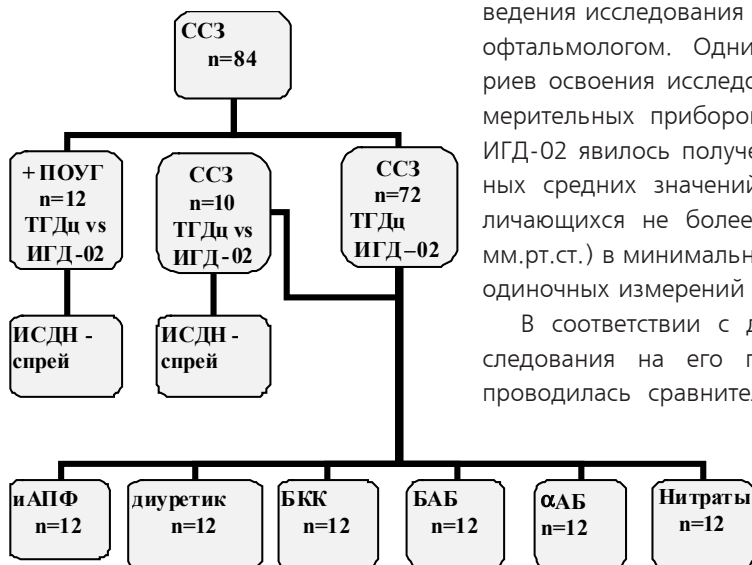 ССЗ
n=84
+ ПОУГ
n=12
ТГДц vs
ИГД-02
ССЗ
n=10
ТГДц vs
ИГД-02
ССЗ
n=72
ТГДц
ИГД–02
ИСДН -
спрей
ИСДН -
спрей
иАПФ
n=12
диуретик
n=12
БКК
n=12
БАБ
n=12
αАБ
n=12
Нитраты
n=12
ведения исследования
офтальмологом. Одни
риев освоения исследо
мерительных приборо
ИГД-02 явилось получе
ных средних значений
личающихся не более
мм.рт.ст.) в минимальн
одиночных измерений
В соответствии с д
следования на его п
проводилась сравнител